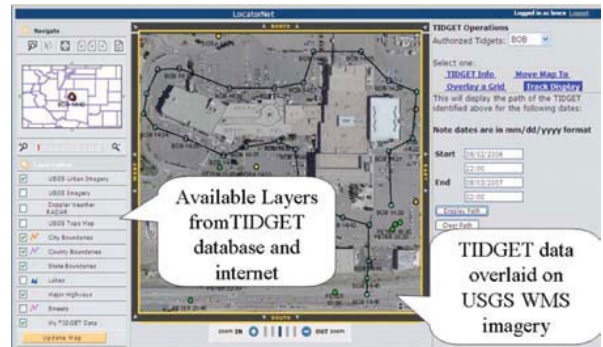 LocatorNet
Logged in as bruce Logout
Navigate
USGS Urban Imagery
USGS Imagery
Doppler Weather
RADAR
USGS Topo Map
City Boundaries
County Boundaries
State Boundaries
Lakes
Major Highways
Streets
My TIDGET Data
Update Map
NORTH
SOUTH
zoom IN
OUT zoom
Available Layers
fromTIDGET
database and
internet
TIDGET Operations
Authorized Tidgets: BOB
Select one:
TIDGET Info Move Map To
Overlay a Grid Track Display
This will display the path of the TIDGET
identified above for the following dates:
Note dates are in mm/dd/yyyy format
Start
22:00
End
02:00
Display Path
Clear Path
TIDGET data
overlaid on
USGS WMS
imagery